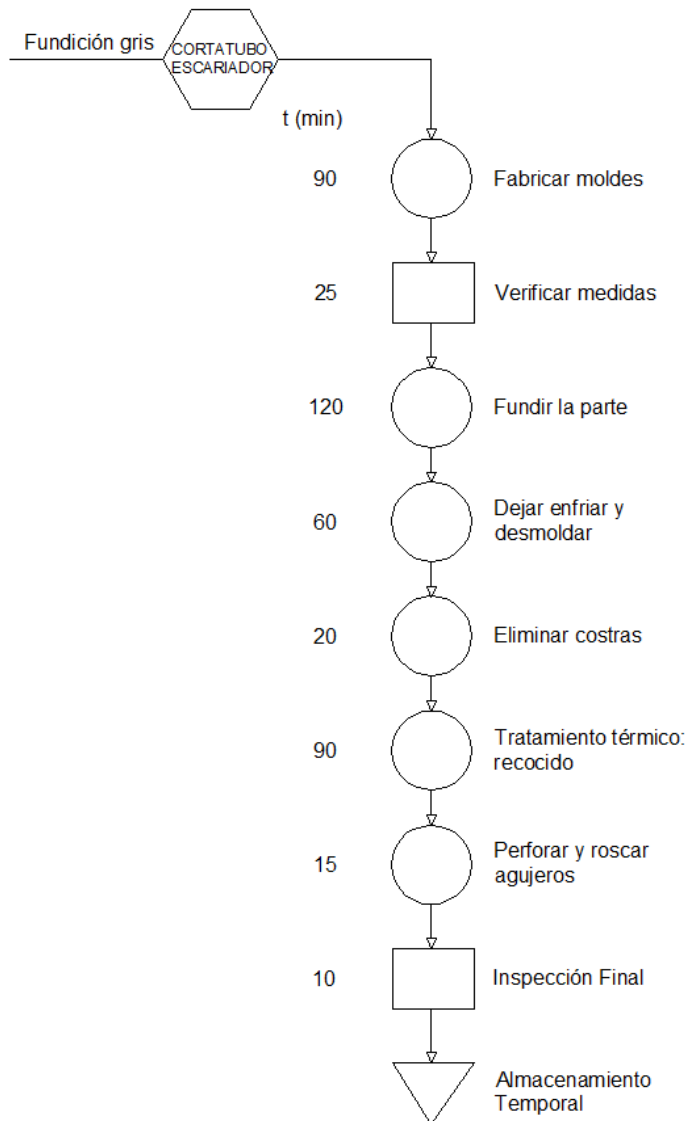 Fundición gris
CORTATUBO
ESCARIADOR
t (min)
90
Fabricar moldes
25
Verificar medidas
120
Fundir la parte
60
Dejar enfriar y
desmoldar
20
Eliminar costras
90
Tratamiento térmico:
recocido
15
Perforar y roscar
agujeros
10
Inspección Final
Almacenamiento
Temporal